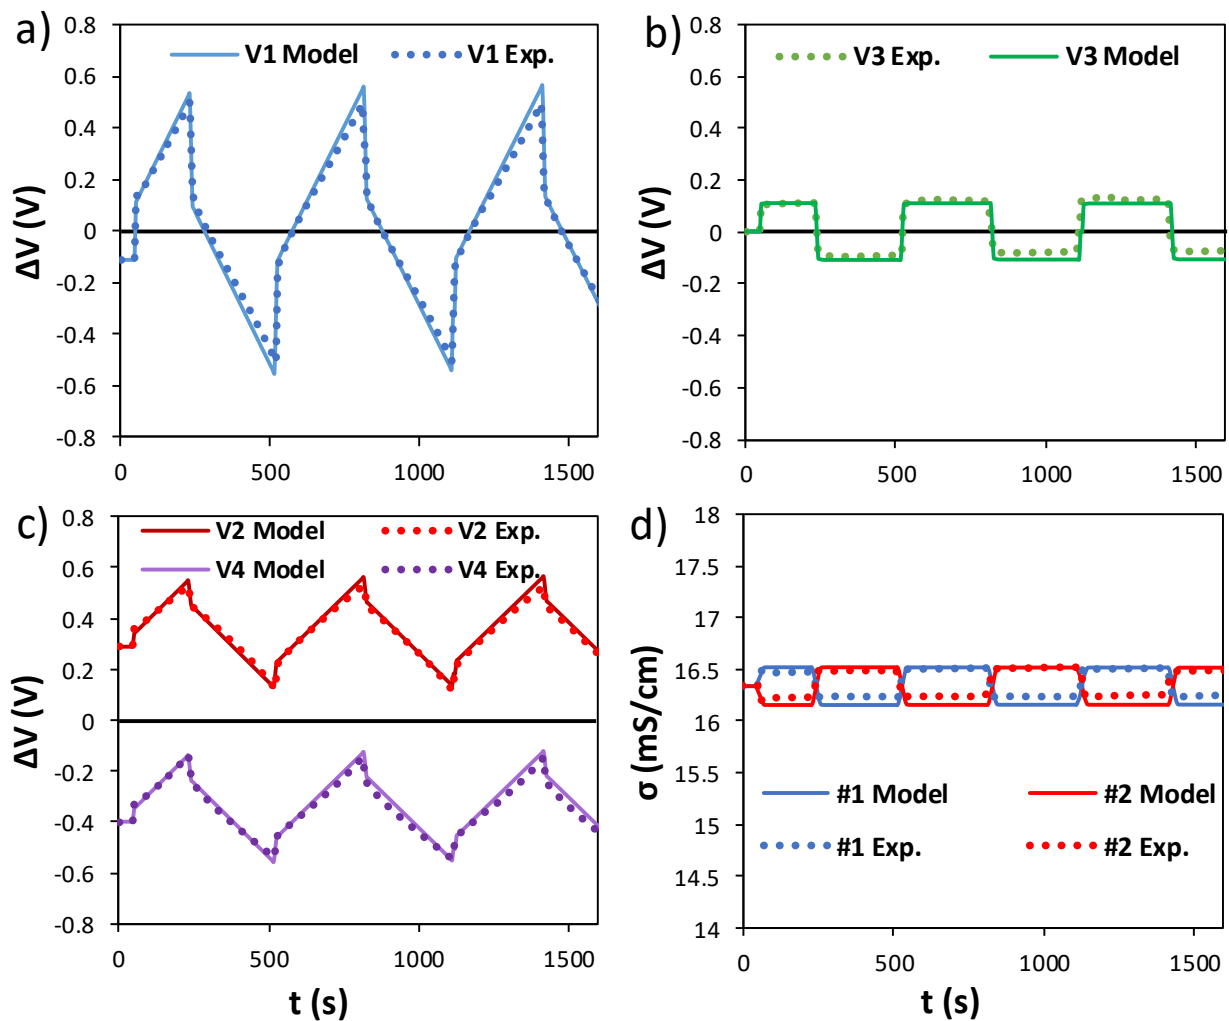 a)
V1 Model
V1 Exp.
0.8
0.6
0.4
0.2
0
-0.2
-0.4
-0.6
-0.8
ΔV (V)
0
500
1000
1500
b)
V3 Exp.
V3 Model
0.8
0.6
0.4
0.2
0
-0.2
-0.4
-0.6
-0.8
ΔV (V)
0
500
1000
1500
c)
V2 Model
V2 Exp.
V4 Model
V4 Exp.
0.8
0.6
0.4
0.2
0
-0.2
-0.4
-0.6
-0.8
ΔV (V)
0
500
1000
1500
t (s)
d)
18
17.5
17
16.5
16
15.5
15
14.5
14
σ (mS/cm)
#1 Model
#2 Model
#1 Exp.
#2 Exp.
0
500
1000
1500
t (s)